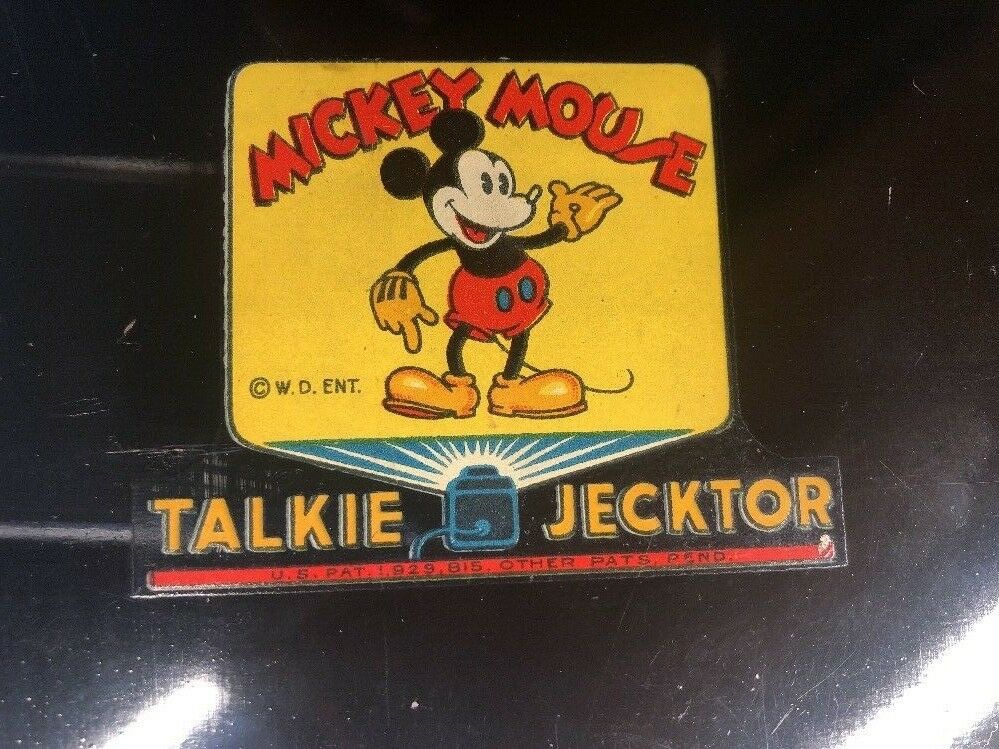 MICKEY MOUSE
© W. D. ENT.
TALKIE JECKTOR
U. S. PAT. 1,929,815, OTHER PATS. PEND.